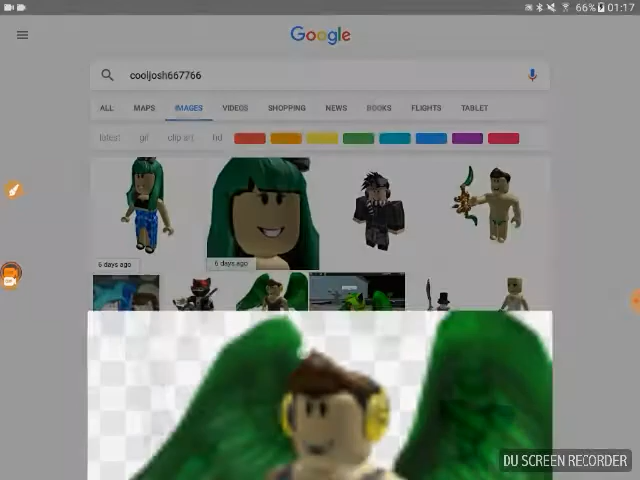 66% 01:17
Google
cooljosh667766
ALL MAPS IMAGES VIDEOS SHOPPING NEWS BOOKS FLIGHTS TABLET
latest gif clip art hd
6 days ago
6 days ago
DU SCREEN RECORDER